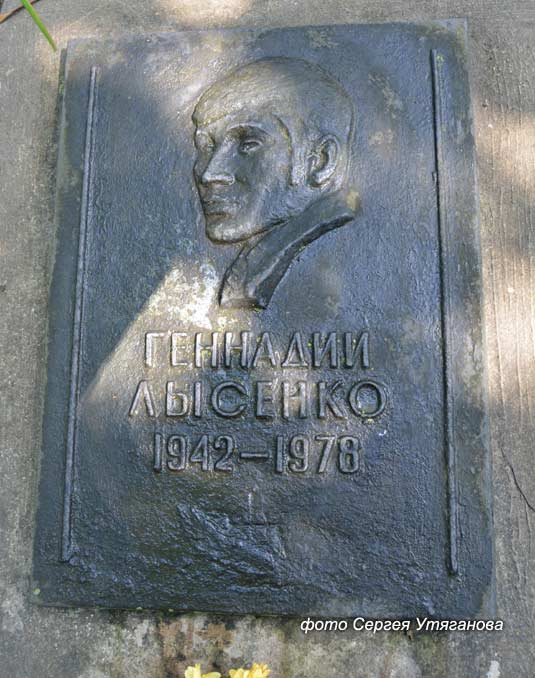 ГЕННАДИИ
ЛЫСЕНКО
1942–1978
фото Сергея Утяганова